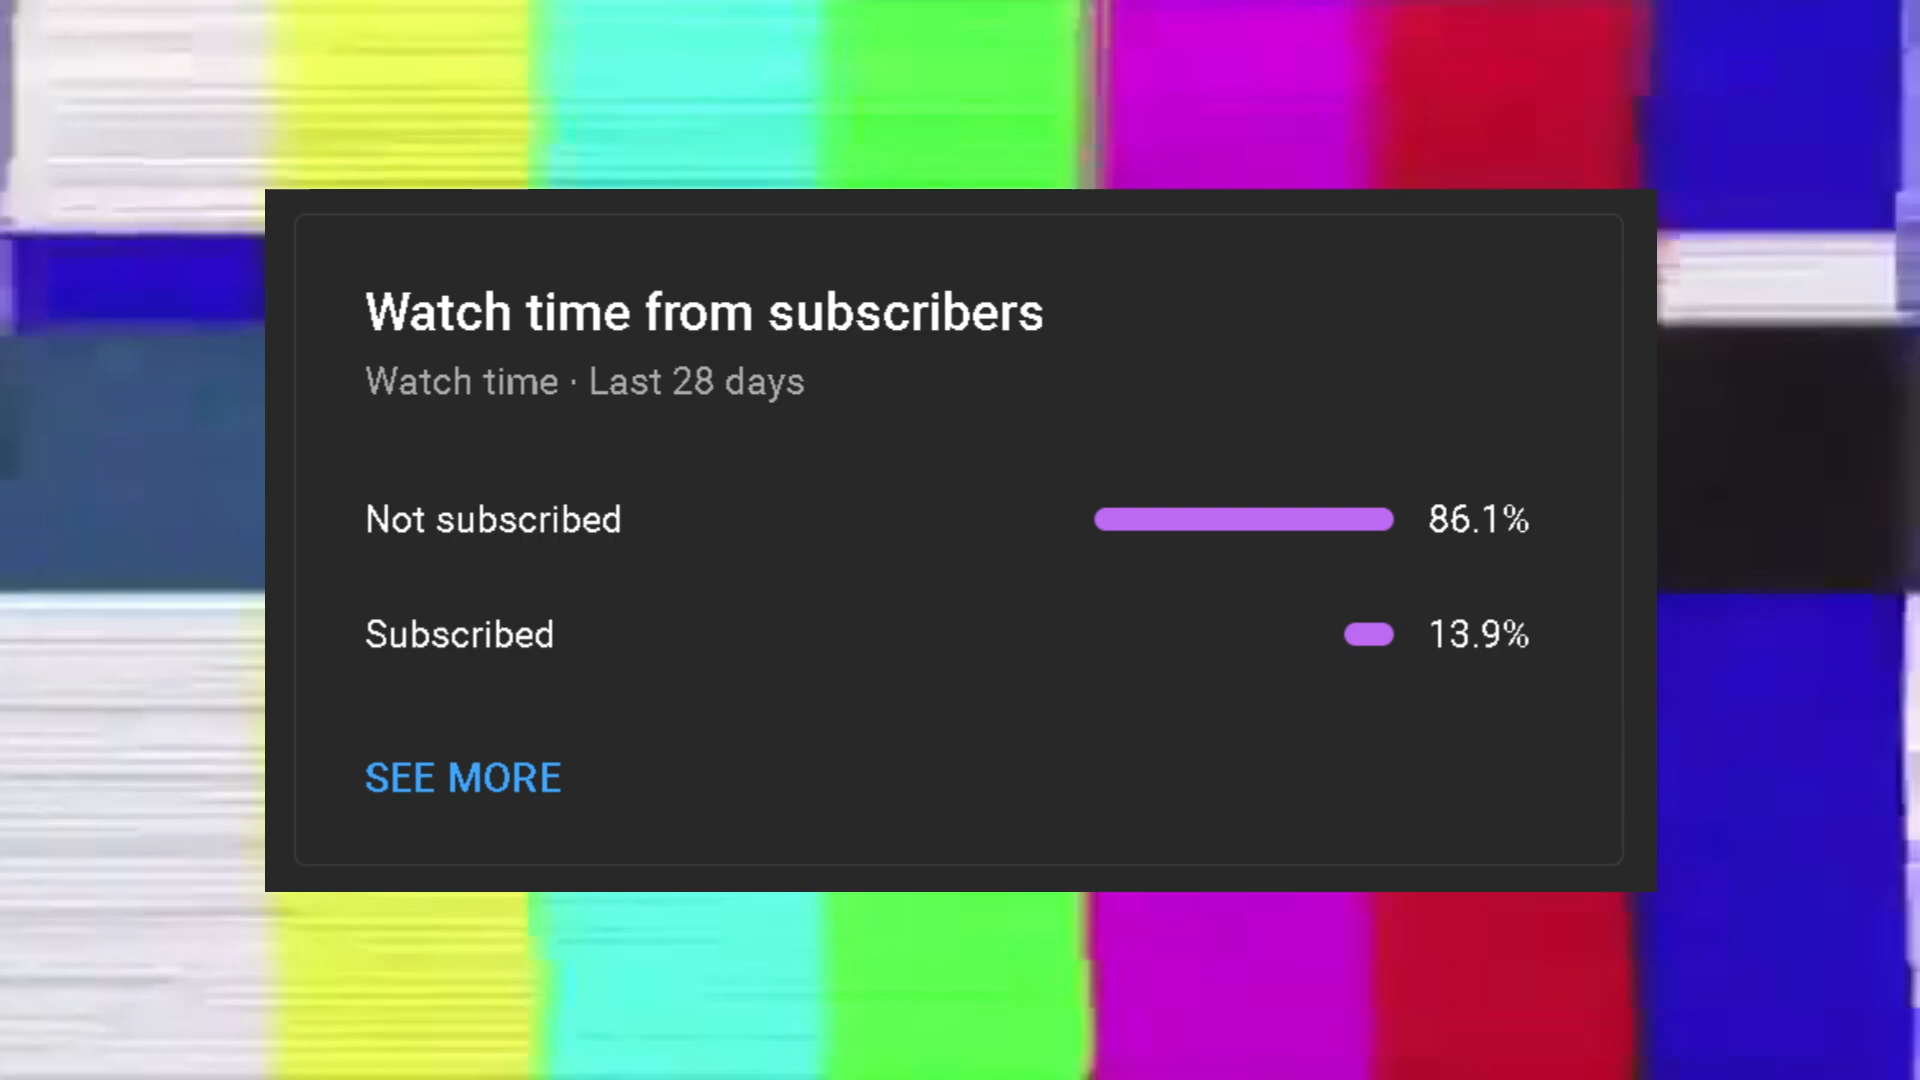 Watch time from subscribers
Watch time · Last 28 days
Not subscribed 86.1%
Subscribed 13.9%
SEE MORE